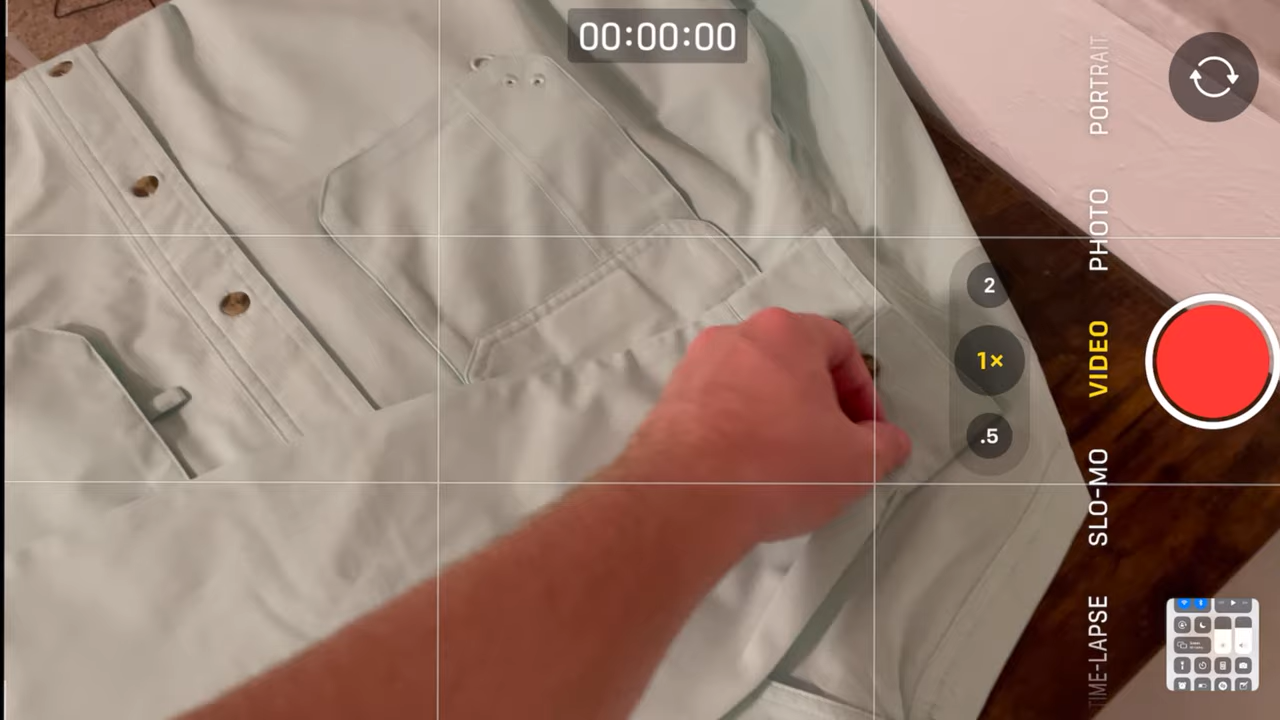 00:00:00
PORTRAIT
PHOTO
VIDEO
SLO-MO
TIME-LAPSE
2
1×
.5